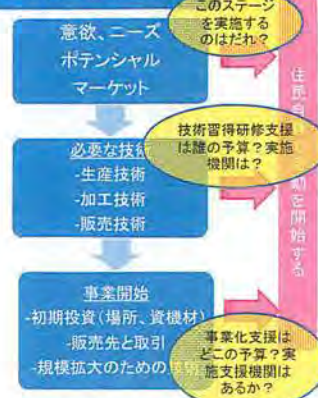 このステージ
を実施する
のはだれ？
意欲、ニーズ
ポテンシャル
マーケット
技術習得研修支援
は誰の予算？実施
機関は？
必要な技術
-生産技術
-加工技術
-販売技術
事業開始
-初期投資(場所、資機材)
-販売先と取引
-規模拡大のための
事業化支援は
どこの予算？実
施支援機関は
あるか？
住民自
動を開始する